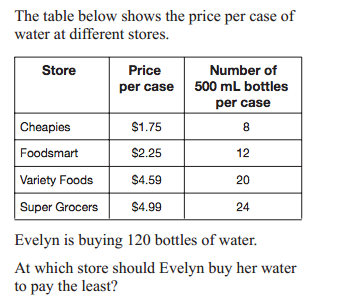 The table below shows the price per case of
water at different stores.
Store Price per case Number of 500 mL bottles per case
Cheapies $1.75 8
Foodsmart $2.25 12
Variety Foods $4.59 20
Super Grocers $4.99 24
Evelyn is buying 120 bottles of water.
At which store should Evelyn buy her water
to pay the least?